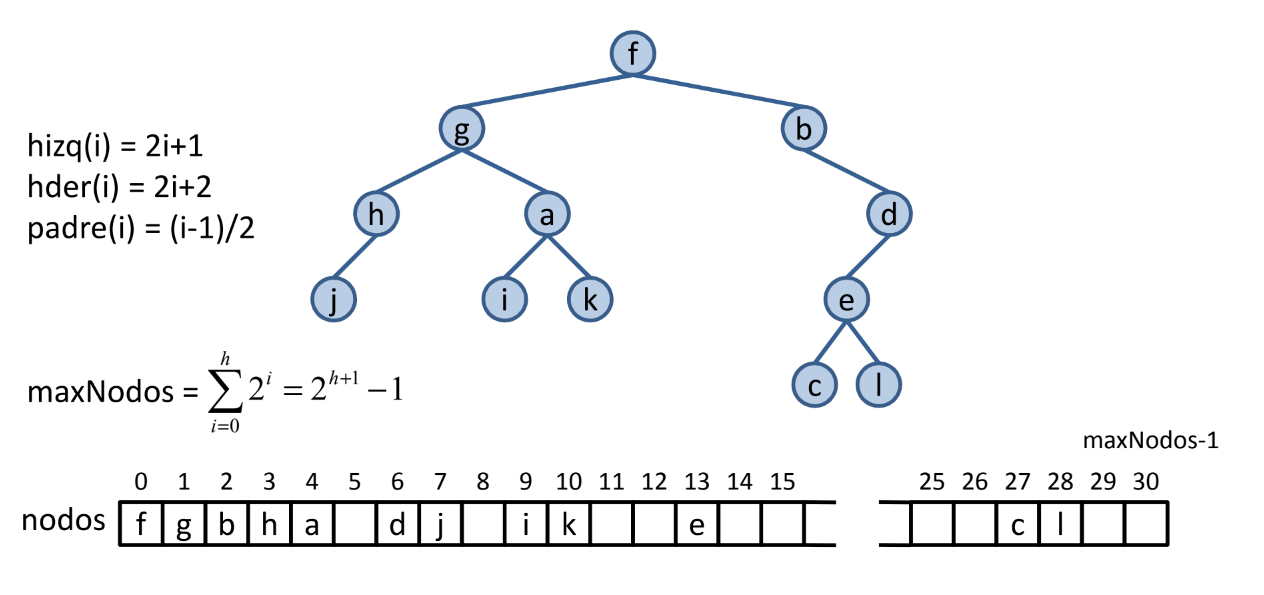 f
g b
hizq(i) = 2i+1
hder(i) = 2i+2
padre(i) = (i-1)/2
h a d
j i k e
c l
maxNodos = \sum_{i=0}^{h} 2^i = 2^{h+1} − 1
maxNodos-1
0 1 2 3 4 5 6 7 8 9 10 11 12 13 14 15 25 26 27 28 29 30
nodos f g b h a d j i k e c l